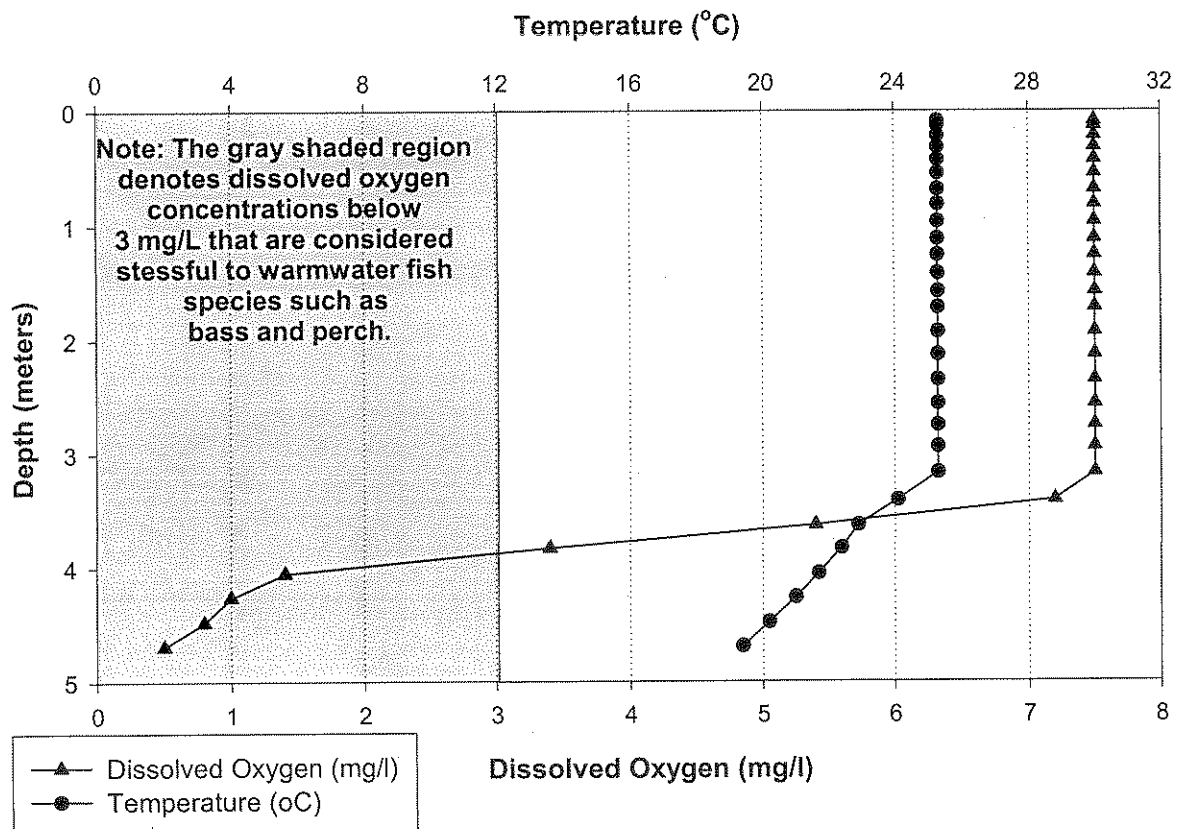 Temperature (°C)
0 4 6 8 12 14 16 20 24 28 32
0
Note: The gray shaded region
denotes dissolved oxygen
concentrations below
3 mg/L that are considered
stessful to warmwater fish
species such as
bass and perch.
1
2
3
4
5
Depth (meters)
0 1 2 3 4 5 6 7 8
Dissolved Oxygen (mg/l)
Dissolved Oxygen (mg/l)
Temperature (oC)